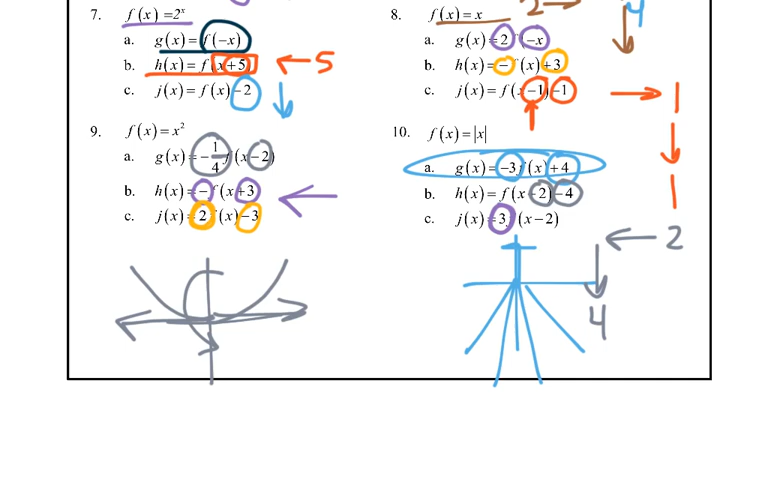 7. f(x)=2ˣ
a. g(x)=f(−x)
b. h(x)=f(x+5) ← 5
c. j(x)=f(x)−2 ↓
9. f(x)=x²
a. g(x)=−1/4 f(x−2)
b. h(x)=−f(x+3) ←
c. j(x)=2f(x)−3
2 → 4
↓
8. f(x)=x
a. g(x)=2f(−x)
b. h(x)=−f(x)+3
c. j(x)=f(x−1)−1 → 1
↑ ↓
1
10. f(x)=|x|
a. g(x)=−3f(x)+4
b. h(x)=f(x+2)−4
c. j(x)=3f(x−2)
← 2
↓
4